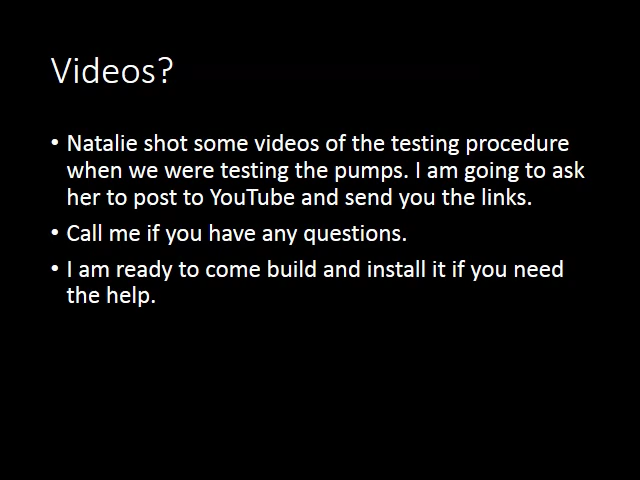 Videos?
• Natalie shot some videos of the testing procedure
when we were testing the pumps. I am going to ask
her to post to YouTube and send you the links.
• Call me if you have any questions.
• I am ready to come build and install it if you need
the help.